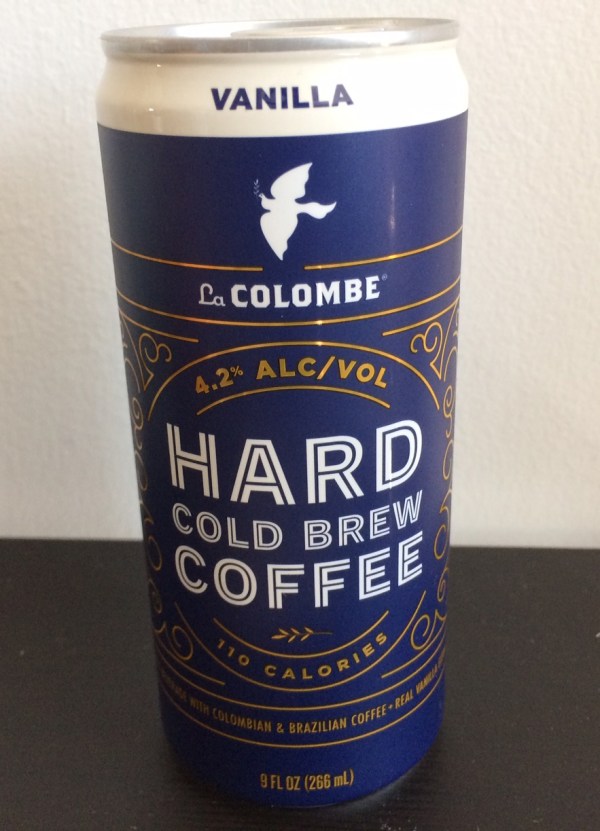 VANILLA
La COLOMBE®
4.2% ALC/VOL
HARD
COLD BREW
COFFEE
110 CALORIES
WITH COLOMBIAN & BRAZILIAN COFFEE + REAL VANILLA
9 FL OZ (266 mL)